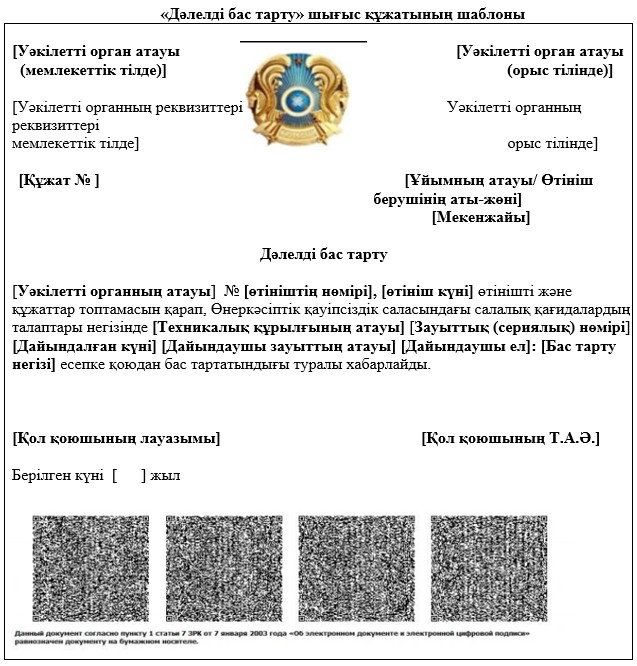 «Дәлелді бас тарту» шығыс құжатының шаблоны
[Уәкілетті орган атауы [Уәкілетті орган атауы
(мемлекеттік тілде)] (орыс тілінде)]
[Уәкілетті органның реквизиттері Уәкілетті органның
реквизиттері
мемлекеттік тілде] орыс тілінде]
[Құжат № ] [Ұйымның атауы/ Өтініш
берушінің аты-жөні]
[Мекенжайы]
Дәлелді бас тарту
[Уәкілетті органның атауы] № [өтініштің нөмірі], [өтініш күні] өтінішті және
құжаттар топтамасын қарап, Өнеркәсіптік қауіпсіздік саласындағы салалық қағидалардың
талаптары негізінде [Техникалық құрылғының атауы] [Зауыттық (сериялық) нөмірі]
[Дайындалған күні] [Дайындаушы зауыттың атауы] [Дайындаушы ел]: [Бас тарту
негізі] есепке қоюдан бас тартатындығы туралы хабарлайды.
[Қол қоюшының лауазымы] [Қол қоюшының Т.А.Ә.]
Берілген күні [ ] жыл
Данный документ согласно пункту 1 статьи 7 ЗРК от 7 января 2003 года «Об электронном документе и электронной цифровой подписи»
равнозначен документу на бумажном носителе.